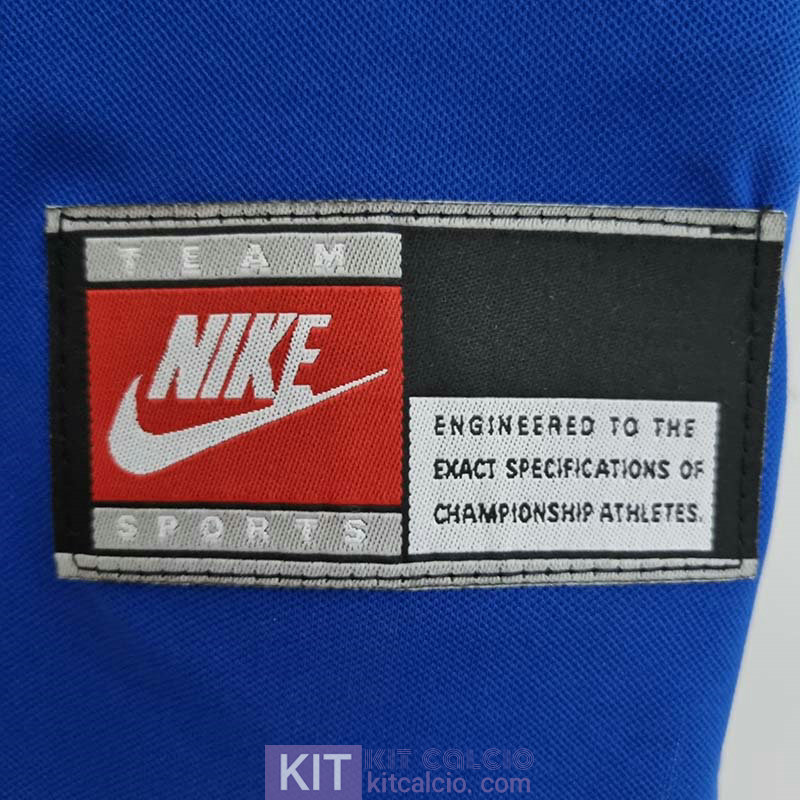 TEAM
NIKE
SPORTS
ENGINEERED TO THE
EXACT SPECIFICATIONS OF
CHAMPIONSHIP ATHLETES.
KIT
KIT CALCIO
kitcalcio.com